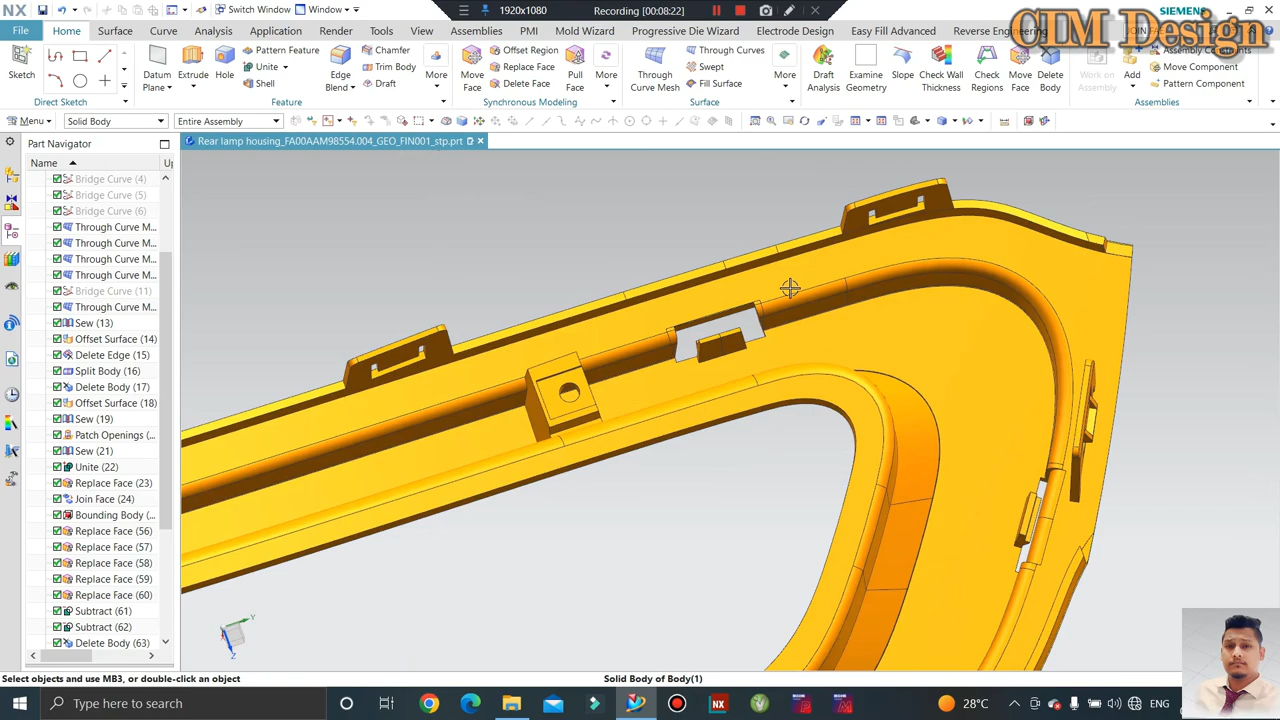 NX
Switch Window
Window
1920x1080
Recording [00:08:22]
SIEMENS
CIM Design
File
Home
Surface
Curve
Analysis
Application
Render
Tools
View
Assemblies
PMI
Mold Wizard
Progressive Die Wizard
Electrode Design
Easy Fill Advanced
Reverse Engineering
Sketch
Direct Sketch
Datum Plane
Extrude
Hole
Pattern Feature
Unite
Shell
Edge Blend
Chamfer
Trim Body
Draft
More
Feature
Move Face
Offset Region
Replace Face
Delete Face
Pull Face
More
Synchronous Modeling
Through Curve Mesh
Through Curves
Swept
Fill Surface
More
Surface
Draft Analysis
Examine Geometry
Slope
Check Wall Thickness
Check Regions
Move Face
Delete Body
Work on Assembly
Add
Assembly Constraints
Move Component
Pattern Component
Assemblies
Menu
Solid Body
Entire Assembly
Part Navigator
Rear lamp housing_FA00AAM98554.004_GEO_FIN001_stp.prt
Name
Bridge Curve (4)
Bridge Curve (5)
Bridge Curve (6)
Through Curve M...
Through Curve M...
Through Curve M...
Through Curve M...
Bridge Curve (11)
Through Curve M...
Sew (13)
Offset Surface (14)
Delete Edge (15)
Split Body (16)
Delete Body (17)
Offset Surface (18)
Sew (19)
Patch Openings (...
Sew (21)
Unite (22)
Replace Face (23)
Join Face (24)
Bounding Body (...
Replace Face (56)
Replace Face (57)
Replace Face (58)
Replace Face (59)
Replace Face (60)
Subtract (61)
Subtract (62)
Delete Body (63)
Y
Z
Select objects and use MB3, or double-click an object
Solid Body of Body(1)
Type here to search
NX
28°C
ENG